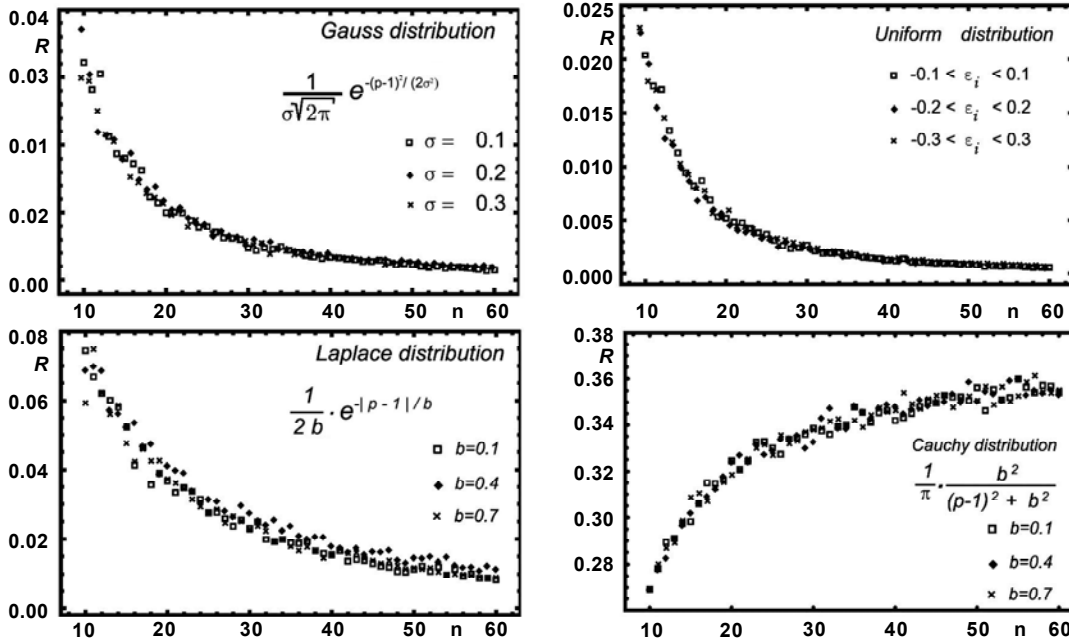 0.04
R
0.03
0.01
0.02
0.00
Gauss distribution
1
σ√2π
e^-(p-1)²/(2σ²)
σ = 0.1
σ = 0.2
σ = 0.3
10 20 30 40 50 n 60
0.025
R
0.020
0.015
0.010
0.005
0.000
Uniform distribution
-0.1 < ε_i < 0.1
-0.2 < ε_i < 0.2
-0.3 < ε_i < 0.3
10 20 30 40 50 n 60
0.08
R
0.06
0.04
0.02
0.00
Laplace distribution
1
2 b
· e^-| p - 1 | / b
b=0.1
b=0.4
b=0.7
10 20 30 40 50 n 60
0.38
R
0.36
0.34
0.32
0.30
0.28
Cauchy distribution
1
π
· b²
(p-1)² + b²
b=0.1
b=0.4
b=0.7
10 20 30 40 50 n 60